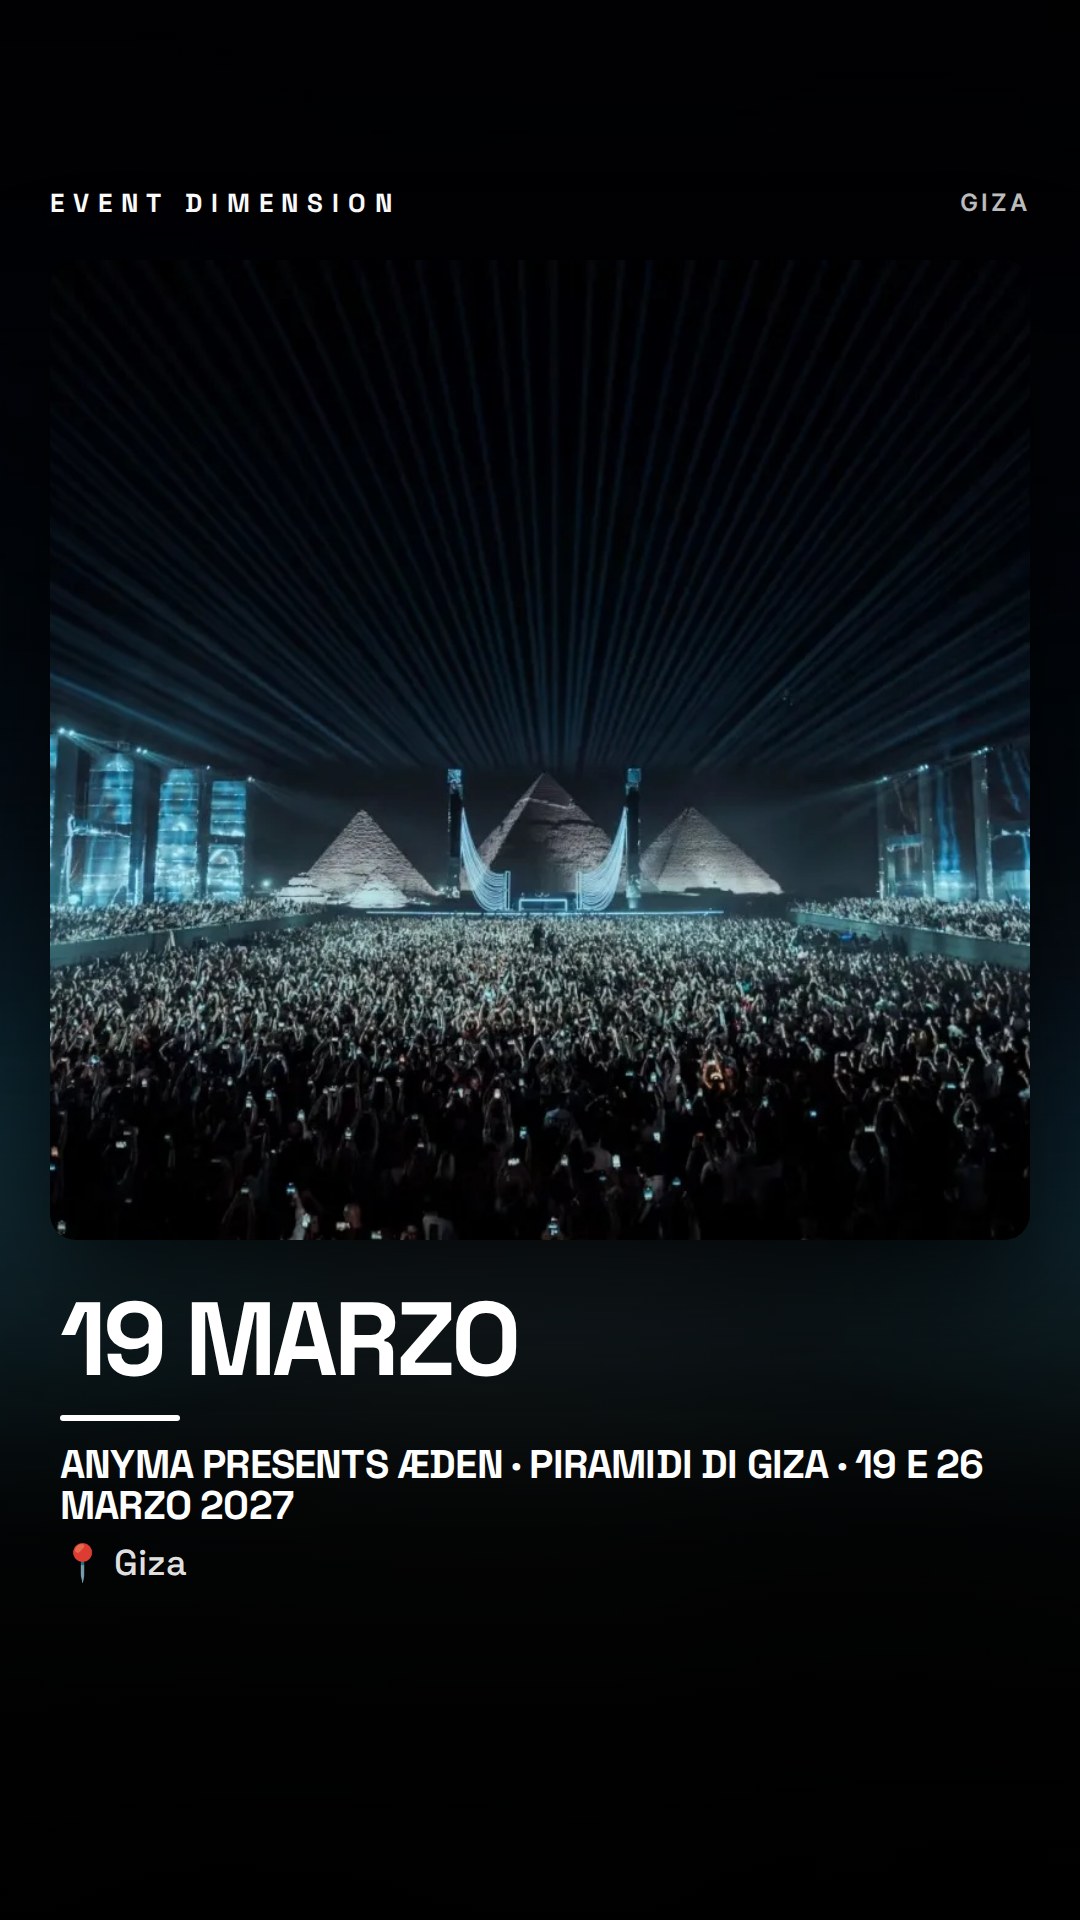 EVENT DIMENSION
GIZA
19 MARZO
ANYMA PRESENTS ÆDEN · PIRAMIDI DI GIZA · 19 E 26
MARZO 2027
📍 Giza